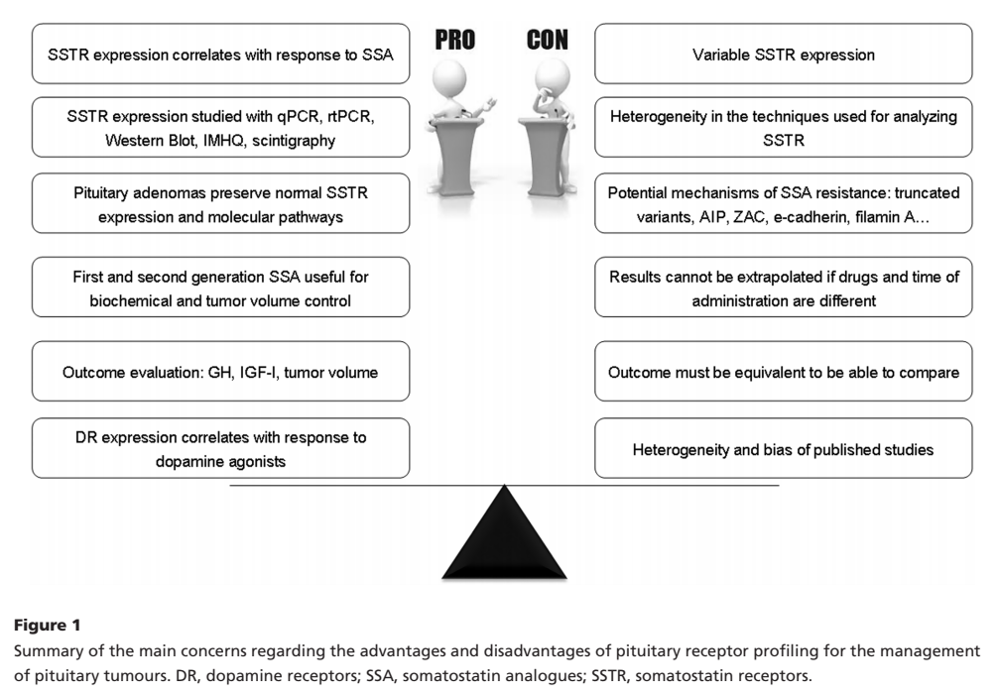 PRO
CON
SSTR expression correlates with response to SSA
SSTR expression studied with qPCR, rtPCR,
Western Blot, IMHQ, scintigraphy
Pituitary adenomas preserve normal SSTR
expression and molecular pathways
First and second generation SSA useful for
biochemical and tumor volume control
Outcome evaluation: GH, IGF-I, tumor volume
DR expression correlates with response to
dopamine agonists
Variable SSTR expression
Heterogeneity in the techniques used for analyzing
SSTR
Potential mechanisms of SSA resistance: truncated
variants, AIP, ZAC, e-cadherin, filamin A…
Results cannot be extrapolated if drugs and time of
administration are different
Outcome must be equivalent to be able to compare
Heterogeneity and bias of published studies
Figure 1
Summary of the main concerns regarding the advantages and disadvantages of pituitary receptor profiling for the management
of pituitary tumours. DR, dopamine receptors; SSA, somatostatin analogues; SSTR, somatostatin receptors.